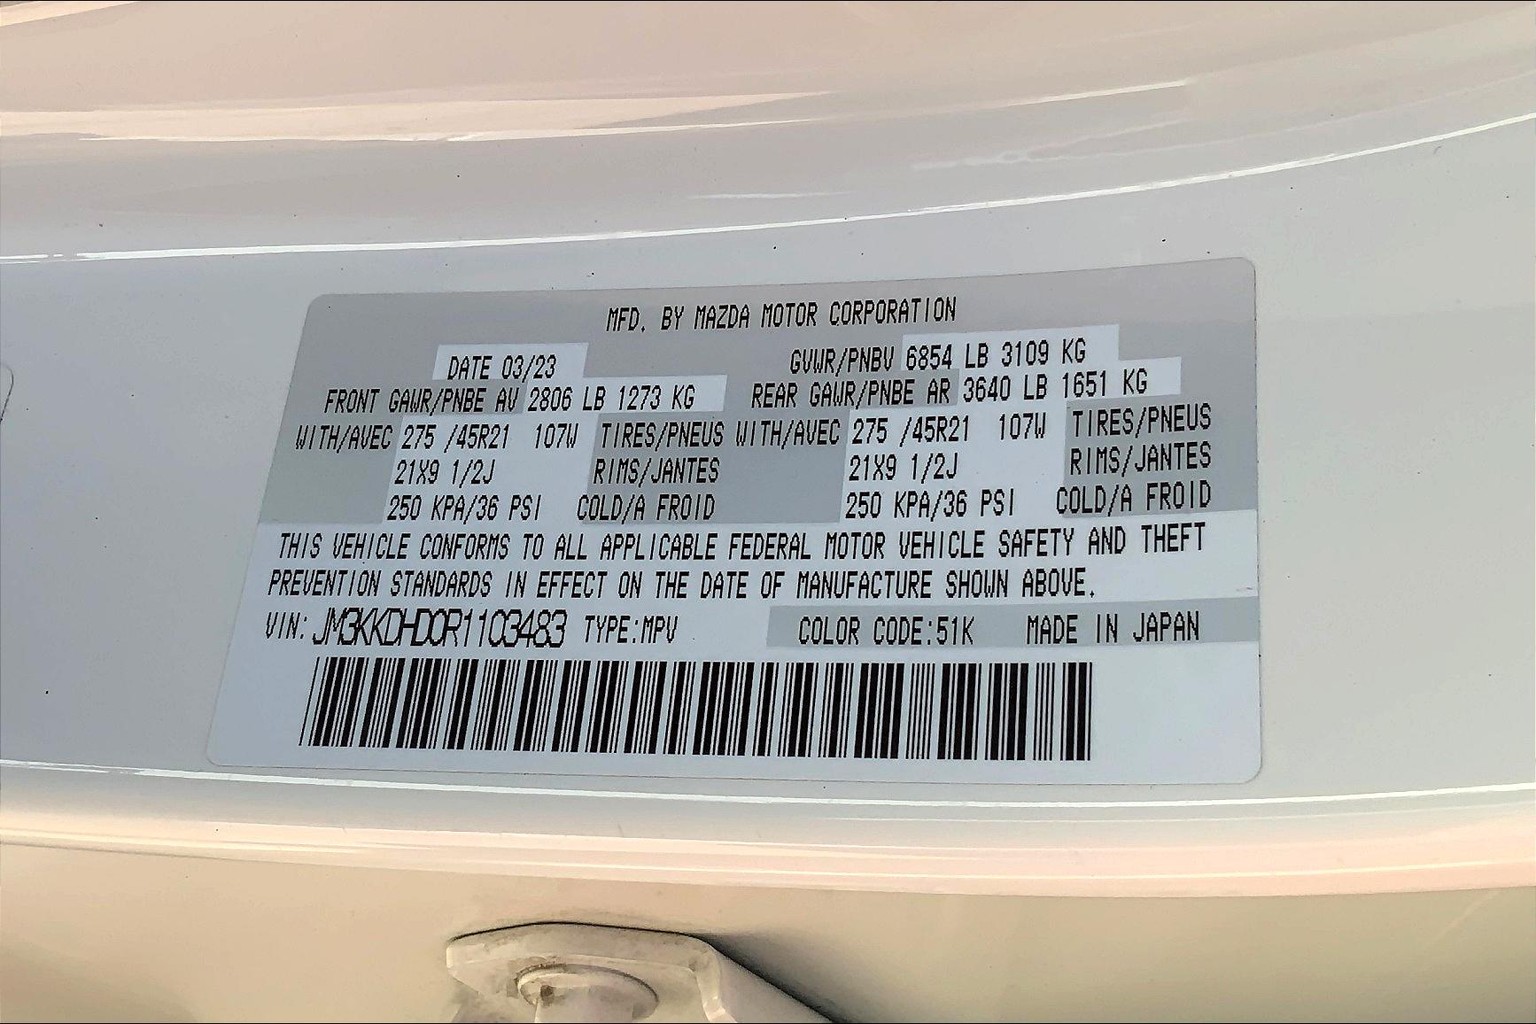 MFD. BY MAZDA MOTOR CORPORATION
DATE 03/23 GVWR/PNBV 6854 LB 3109 KG
FRONT GAWR/PNBE AV 2806 LB 1273 KG REAR GAWR/PNBE AR 3640 LB 1651 KG
WITH/AVEC 275 /45R21 107W TIRES/PNEUS WITH/AVEC 275 /45R21 107W TIRES/PNEUS
21X9 1/2J RIMS/JANTES 21X9 1/2J RIMS/JANTES
250 KPA/36 PSI COLD/A FROID 250 KPA/36 PSI COLD/A FROID
THIS VEHICLE CONFORMS TO ALL APPLICABLE FEDERAL MOTOR VEHICLE SAFETY AND THEFT
PREVENTION STANDARDS IN EFFECT ON THE DATE OF MANUFACTURE SHOWN ABOVE.
VIN: JM3KKDHD0R1103483 TYPE:MPV COLOR CODE:51K MADE IN JAPAN